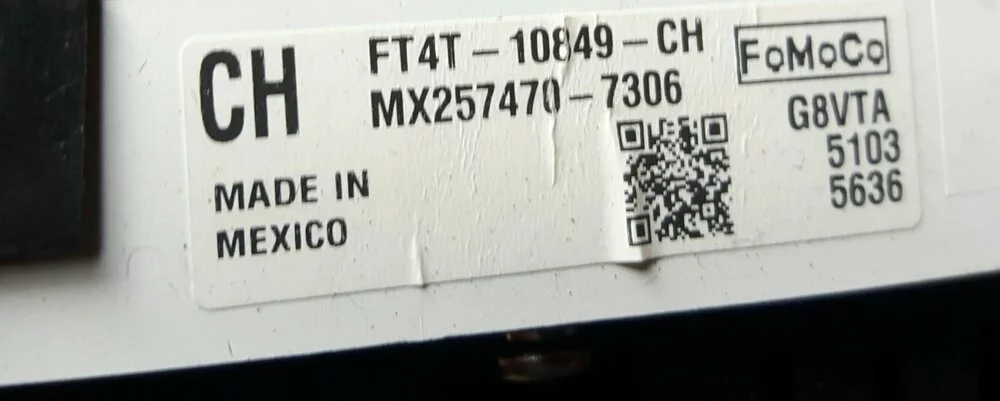 CH
FT4T-10849-CH
MX257470-7306
FoMoCo
G8VTA
5103
5636
MADE IN
MEXICO